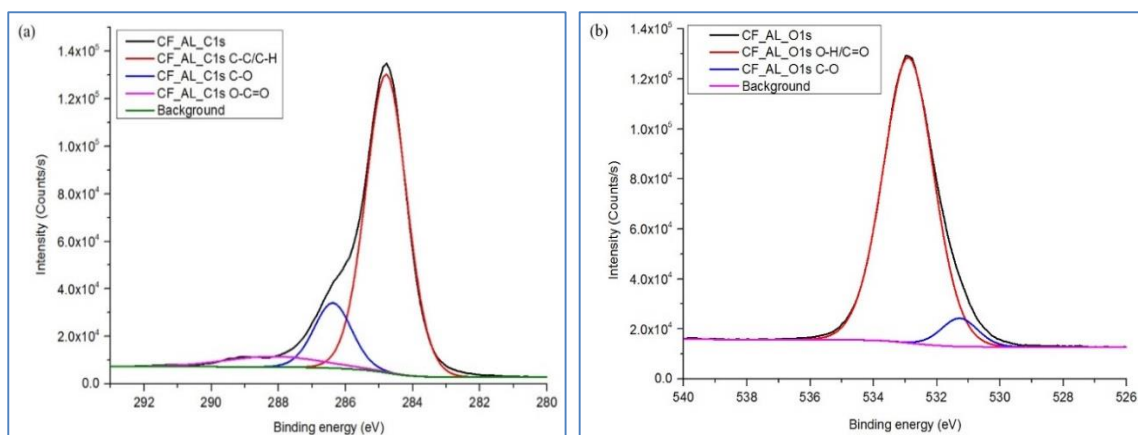 (a)
CF_AL_C1s
CF_AL_C1s C-C/C-H
CF_AL_C1s C-O
CF_AL_C1s O-C=O
Background
1.4x10⁵
1.2x10⁵
1.0x10⁵
8.0x10⁴
6.0x10⁴
4.0x10⁴
2.0x10⁴
0.0
Intensity (Counts/s)
292 290 288 286 284 282 280
Binding energy (eV)
(b)
CF_AL_O1s
CF_AL_O1s O-H/C=O
CF_AL_O1s C-O
Background
1.4x10⁵
1.2x10⁵
1.0x10⁵
8.0x10⁴
6.0x10⁴
4.0x10⁴
2.0x10⁴
0.0
Intensity (Counts/s)
540 538 536 534 532 530 528 526
Binding energy (eV)